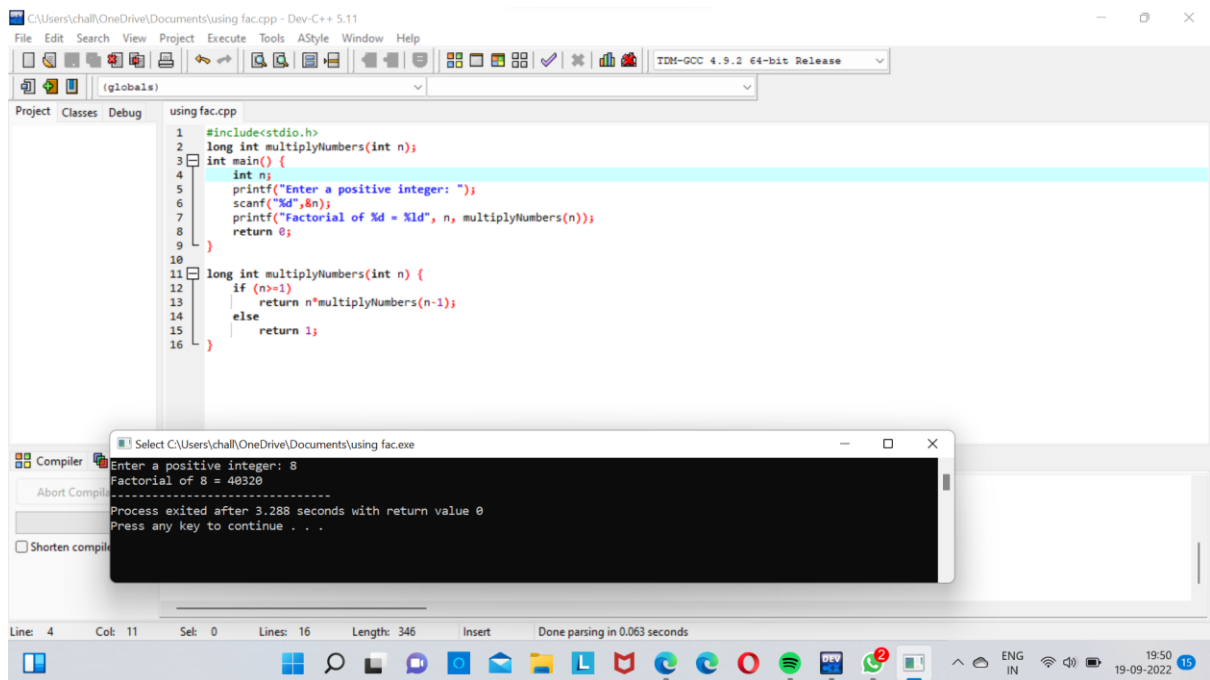 C:\Users\chall\OneDrive\Documents\using fac.cpp - Dev-C++ 5.11
File Edit Search View Project Execute Tools AStyle Window Help
TDM-GCC 4.9.2 64-bit Release
(globals)
Project Classes Debug using fac.cpp
1 #include<stdio.h>
2 long int multiplyNumbers(int n);
3 int main() {
4 int n;
5 printf("Enter a positive integer: ");
6 scanf("%d",&n);
7 printf("Factorial of %d = %ld", n, multiplyNumbers(n));
8 return 0;
9 }
10
11 long int multiplyNumbers(int n) {
12 if (n>=1)
13 return n*multiplyNumbers(n-1);
14 else
15 return 1;
16 }
Select C:\Users\chall\OneDrive\Documents\using fac.exe
Compiler
Enter a positive integer: 8
Factorial of 8 = 40320
Abort Compila
--------------------------------
Process exited after 3.288 seconds with return value 0
Press any key to continue . . .
Shorten compile
Line: 4 Col: 11 Sel: 0 Lines: 16 Length: 346 Insert Done parsing in 0.063 seconds
L
DEV
2
ENG
IN
19:50
19-09-2022
15